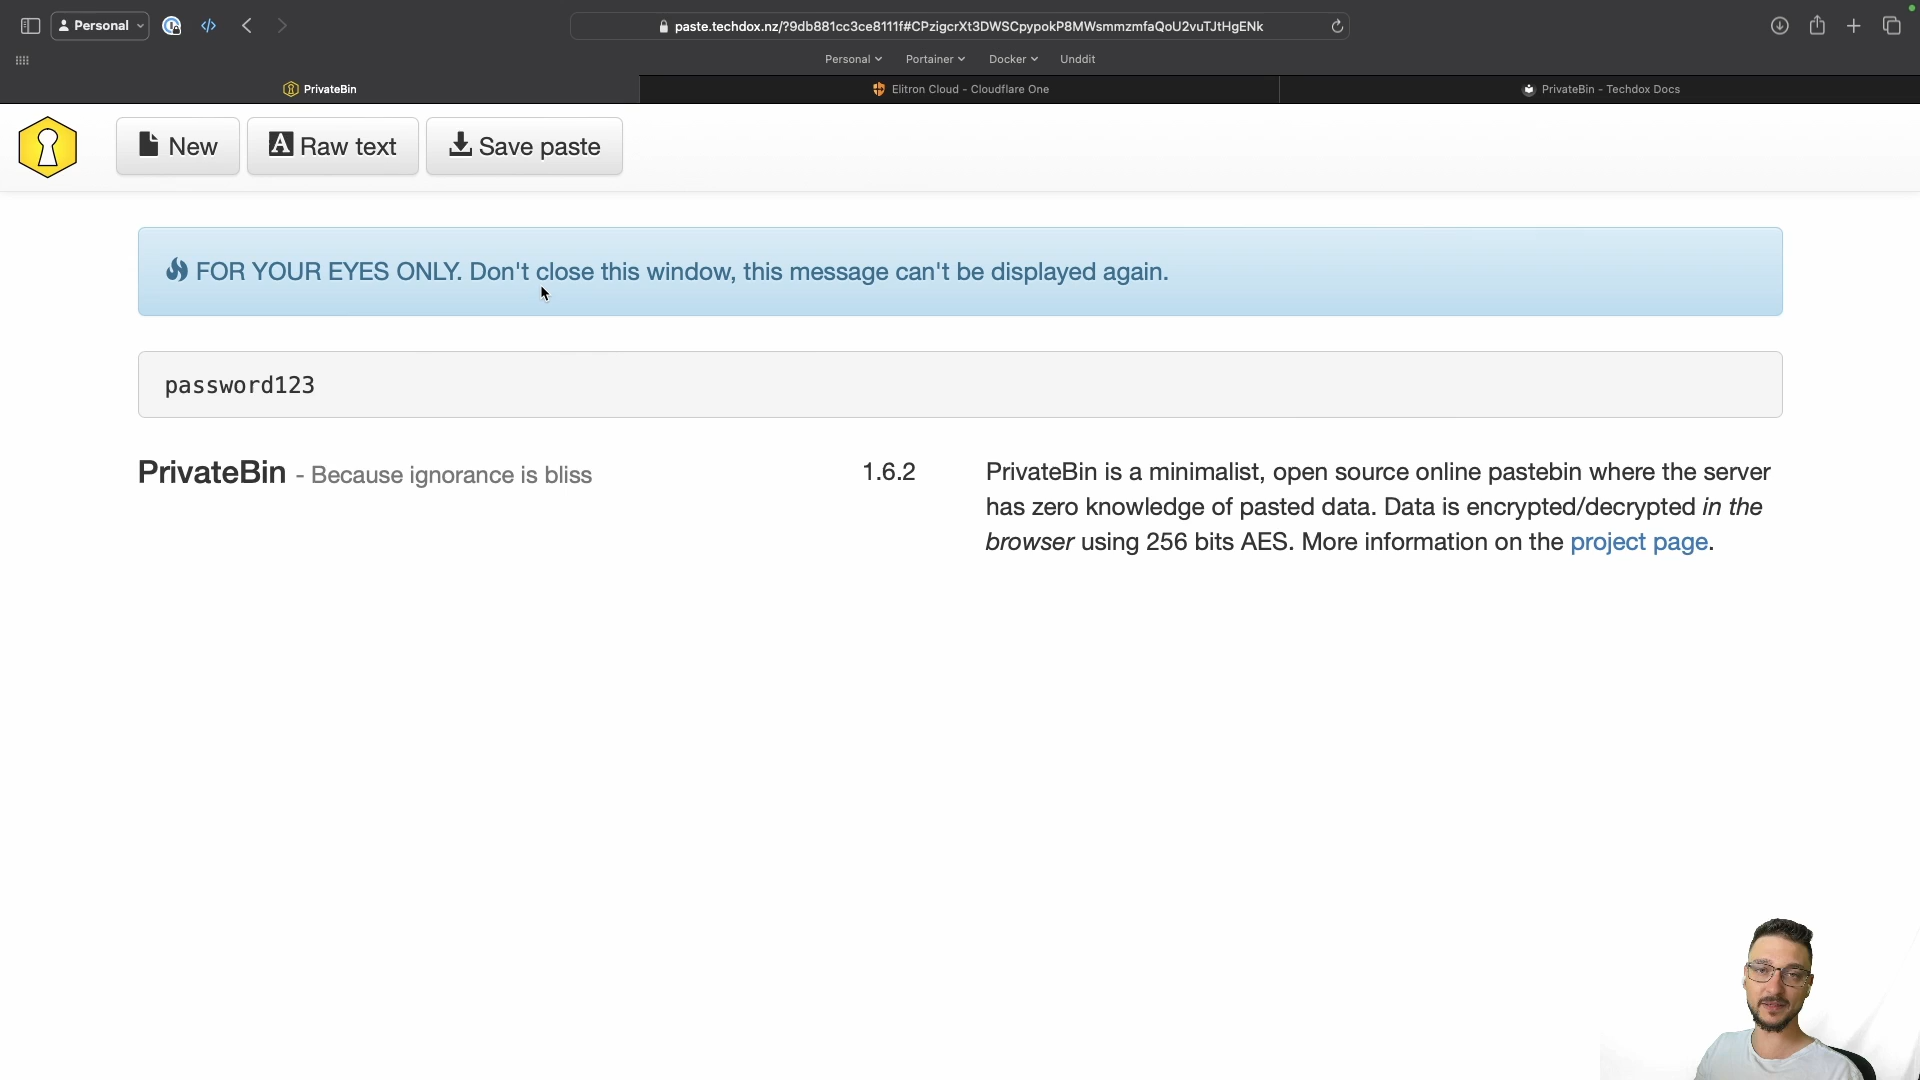 Personal
paste.techdox.nz/?9db881cc3ce8111f#CPzigcrXt3DWSCpypokP8MWsmmzmfaQoU2vuTJtHgENk
Personal Portainer Docker Unddit
PrivateBin
Elitron Cloud - Cloudflare One
PrivateBin - Techdox Docs
New
Raw text
Save paste
FOR YOUR EYES ONLY. Don't close this window, this message can't be displayed again.
password123
PrivateBin - Because ignorance is bliss
1.6.2
PrivateBin is a minimalist, open source online pastebin where the server
has zero knowledge of pasted data. Data is encrypted/decrypted in the
browser using 256 bits AES. More information on the project page.